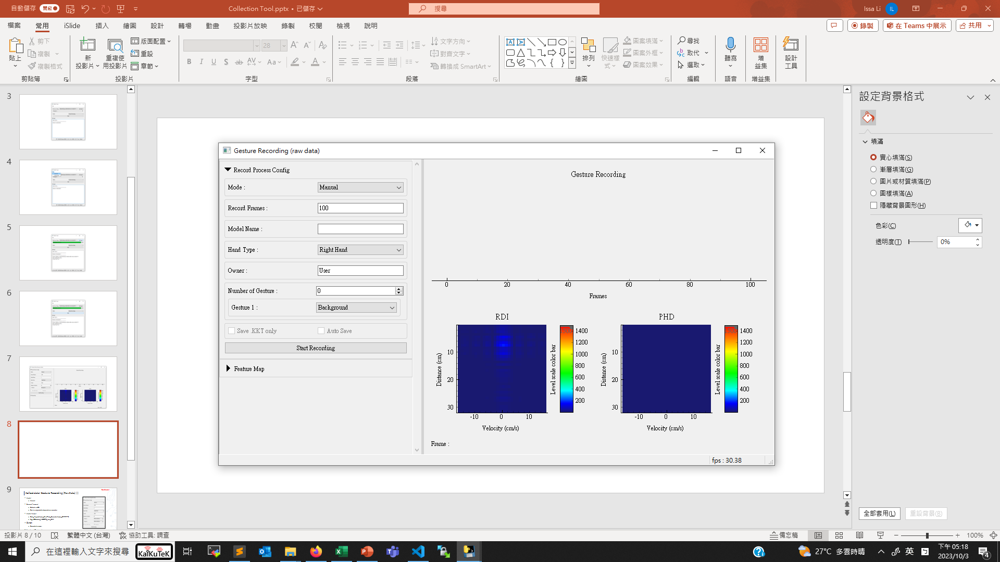 自動儲存 開啟
Collection Tool.pptx • 已儲存
搜尋
Issa Li IL
檔案 常用 iSlide 插入 繪圖 設計 轉場 動畫 投影片放映 錄製 校閱 檢視 說明
錄製 在 Teams 中展示 共用
貼上 剪下 複製 複製格式 剪貼簿
新投影片 重複使用投影片 版面配置 重設 章節 投影片
28
B I U S ab AV Aa A 字型
文字方向 對齊文字 轉換成 SmartArt 段落
排列 快速樣式 圖案填滿 圖案外框 圖案效果 繪圖
尋找 取代 選取 編輯
聽寫 語音
增益集 增益集
設計工具
3
4
5
6
7
8
9
Gesture Recording (raw data)
Record Process Config
Mode : Manual
Record Frames : 100
Model Name :
Hand Type : Right Hand
Owner : User
Number of Gesture : 0
Gesture 1 : Background
Save .KKT only Auto Save
Start Recording
Feature Map
Gesture Recording
0 20 40 60 80 100
Frames
RDI
Distance (cm)
10
20
30
-10 0 10
Velocity (cm/s)
Level scale color bar
1400
1200
1000
800
600
400
200
PHD
Distance (cm)
10
20
30
-10 0 10
Velocity (cm/s)
Level scale color bar
1400
1200
1000
800
600
400
200
Frame :
fps : 30.38
設定背景格式
填滿
實心填滿(S)
漸層填滿(G)
圖片或材質填滿(P)
圖樣填滿(A)
隱藏背景圖形(H)
色彩(C)
透明度(T) 0%
全部套用(L) 重設背景(B)
投影片 8 / 10 繁體中文 (台灣) 協助工具: 調查
備忘稿 100%
在這裡輸入文字來搜尋 KaiKuTeK
27°C 多雲時晴 英
下午 05:18
2023/10/3
4